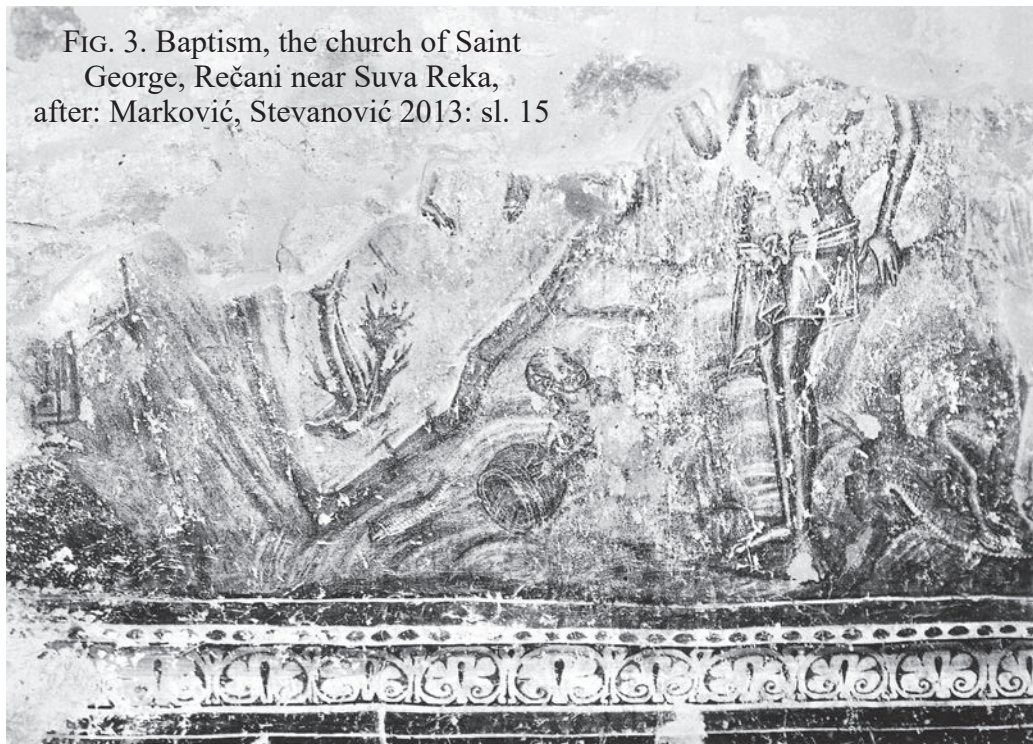 FIG. 3. Baptism, the church of Saint
George, Rečani near Suva Reka,
after: Marković, Stevanović 2013: sl. 15